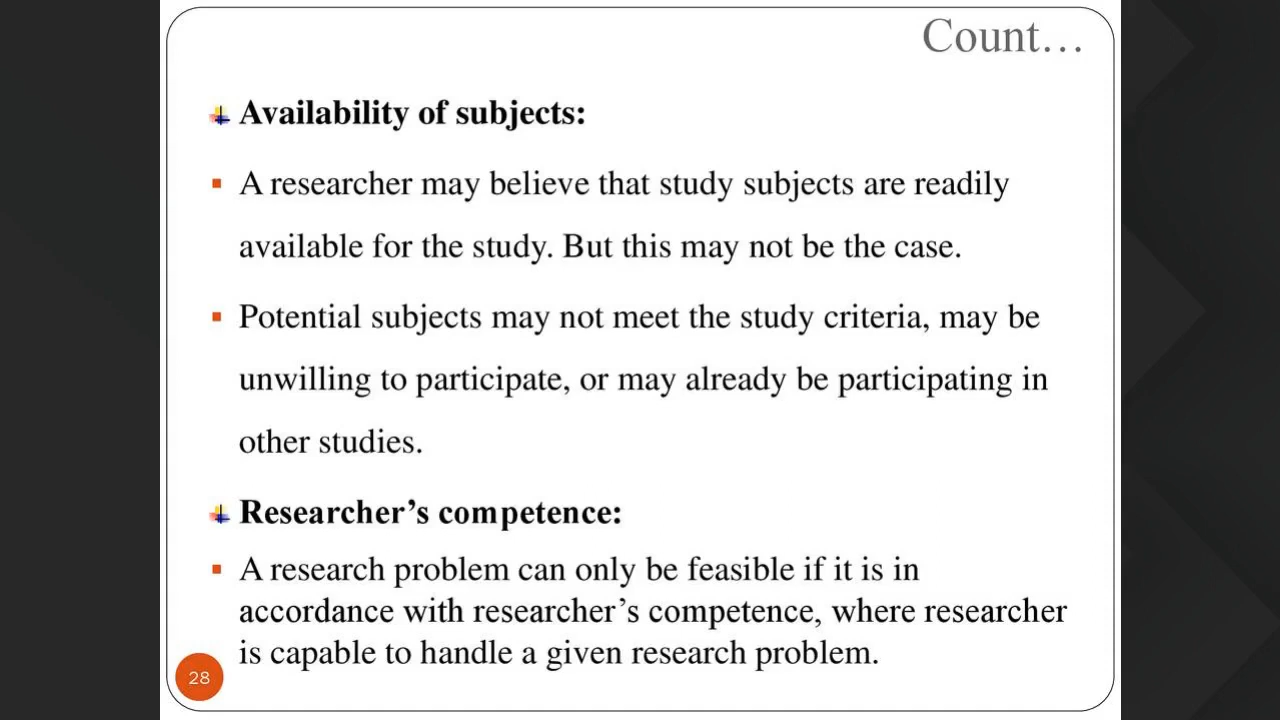 Count…
Availability of subjects:
A researcher may believe that study subjects are readily
available for the study. But this may not be the case.
Potential subjects may not meet the study criteria, may be
unwilling to participate, or may already be participating in
other studies.
Researcher’s competence:
A research problem can only be feasible if it is in
accordance with researcher’s competence, where researcher
is capable to handle a given research problem.
28